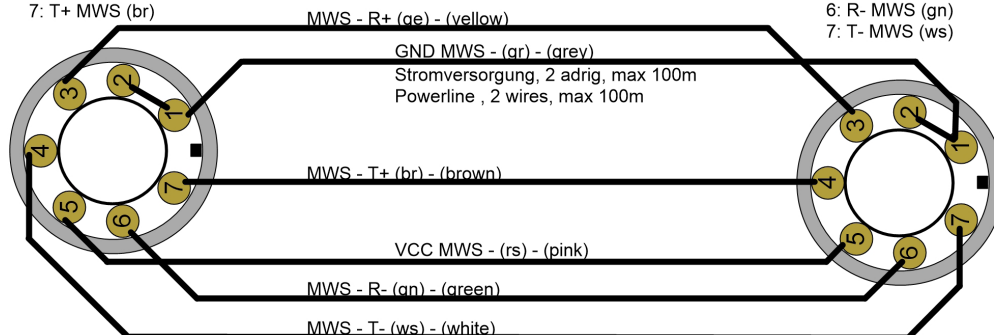 7: T+ MWS (br)
6: R- MWS (gn)
7: T- MWS (ws)
MWS - R+ (ge) - (yellow)
GND MWS - (gr) - (grey)
Stromversorgung, 2 adrig, max 100m
Powerline , 2 wires, max 100m
MWS - T+ (br) - (brown)
VCC MWS - (rs) - (pink)
MWS - R- (gn) - (green)
MWS - T- (ws) - (white)
1
2
3
4
5
6
7
1
2
3
4
5
6
7